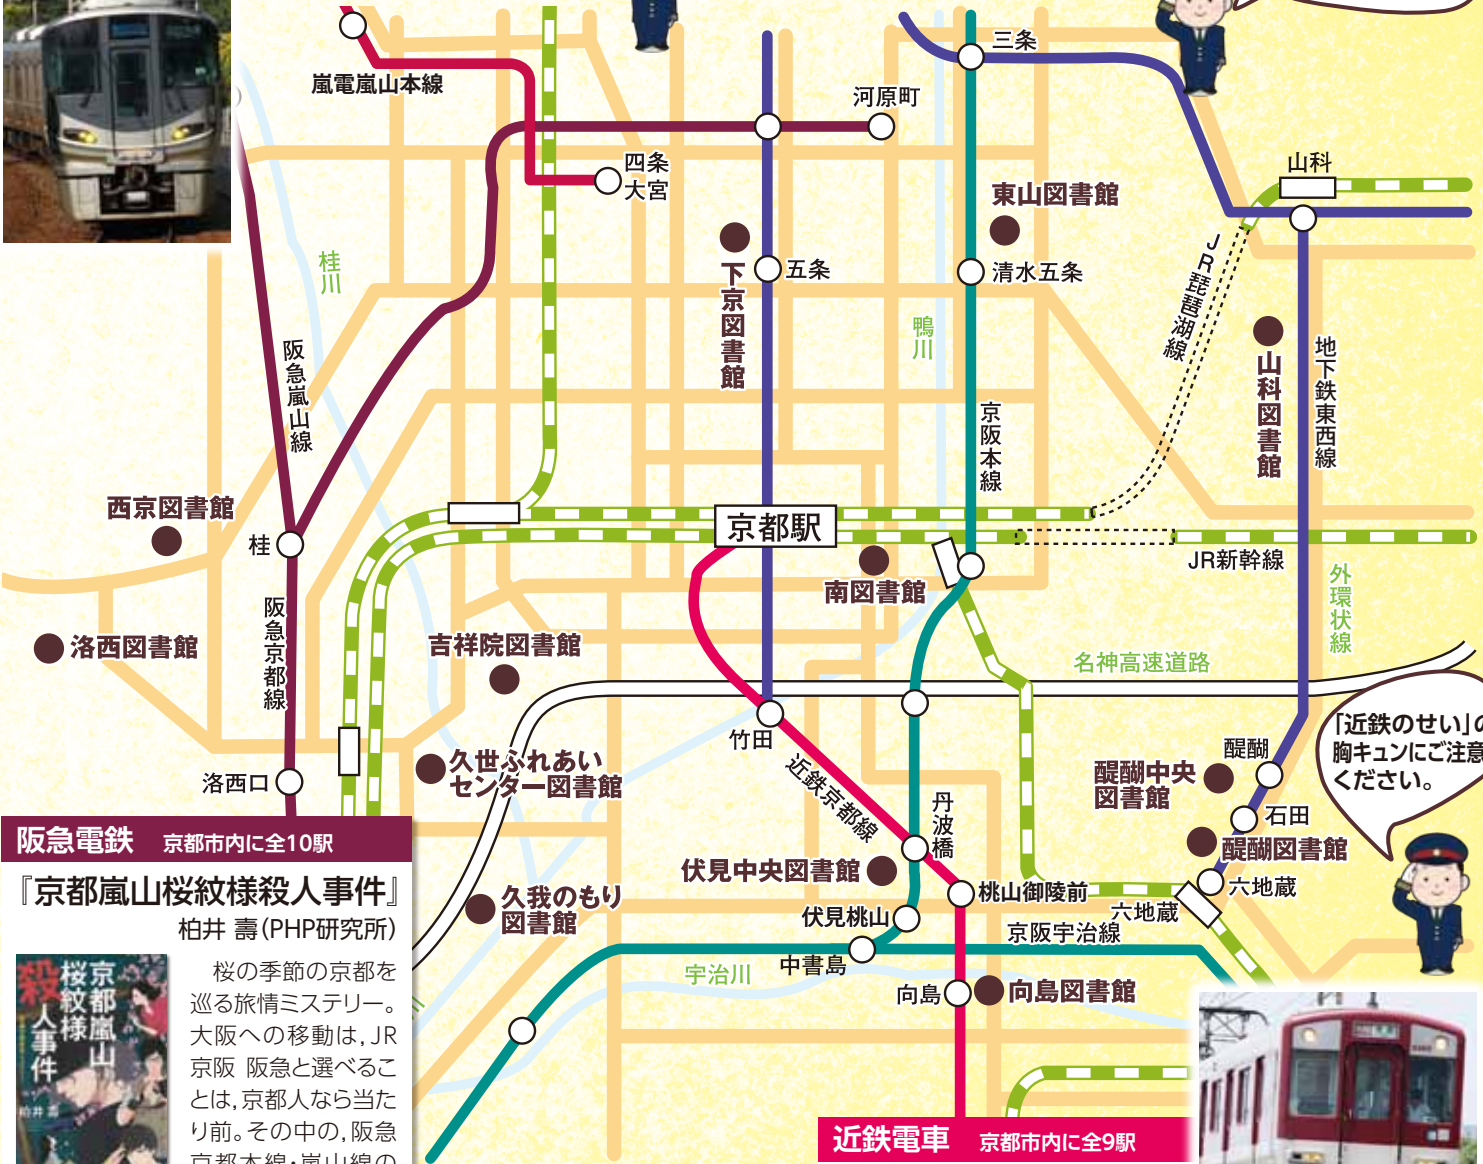 三条
嵐電嵐山本線
河原町
四条
大宮
山科
東山図書館
桂川
下京図書館
五条
清水五条
JR琵琶湖線
鴨川
阪急嵐山線
山科図書館
地下鉄東西線
京阪本線
西京図書館
桂
京都駅
JR新幹線
南図書館
外環状線
阪急京都線
洛西図書館
吉祥院図書館
名神高速道路
竹田
洛西口
久世ふれあい
センター図書館
近鉄京都線
丹波橋
醍醐
醍醐中央
図書館
石田
醍醐図書館
「近鉄のせい」の
胸キュンにご注意
ください。
伏見中央図書館
桃山御陵前
六地蔵
六地蔵
久我のもり
図書館
伏見桃山
京阪宇治線
中書島
宇治川
向島
向島図書館
阪急電鉄 京都市内に全10駅
『京都嵐山桜紋様殺人事件』
柏井 壽(PHP研究所)
京都嵐山
桜紋様
殺人事件
柏井 壽
桜の季節の京都を
巡る旅情ミステリー。
大阪への移動は,JR
京阪 阪急と選べるこ
とは,京都人なら当た
り前。その中の,阪急
京都本線・嵐山線の
近鉄電車 京都市内に全9駅